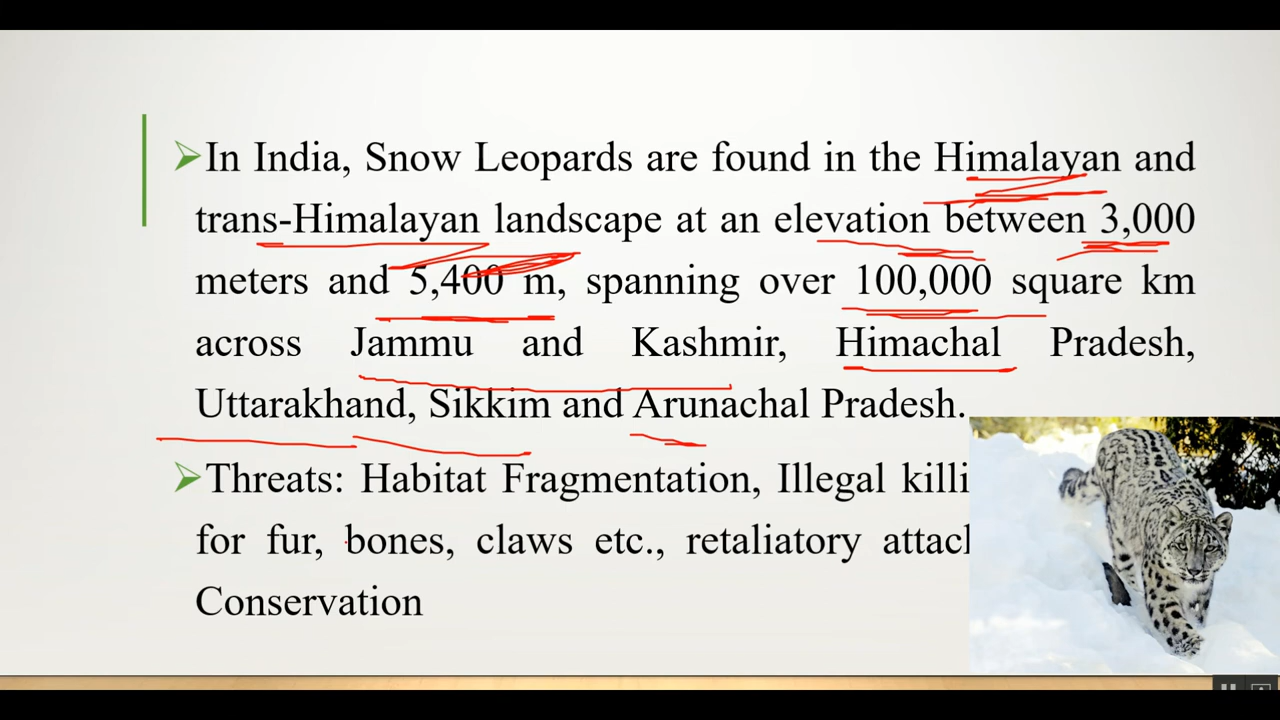 In India, Snow Leopards are found in the Himalayan and
trans-Himalayan landscape at an elevation between 3,000
meters and 5,400 m, spanning over 100,000 square km
across Jammu and Kashmir, Himachal Pradesh,
Uttarakhand, Sikkim and Arunachal Pradesh.
Threats: Habitat Fragmentation, Illegal
for fur, bones, claws etc., retaliatory
Conservation